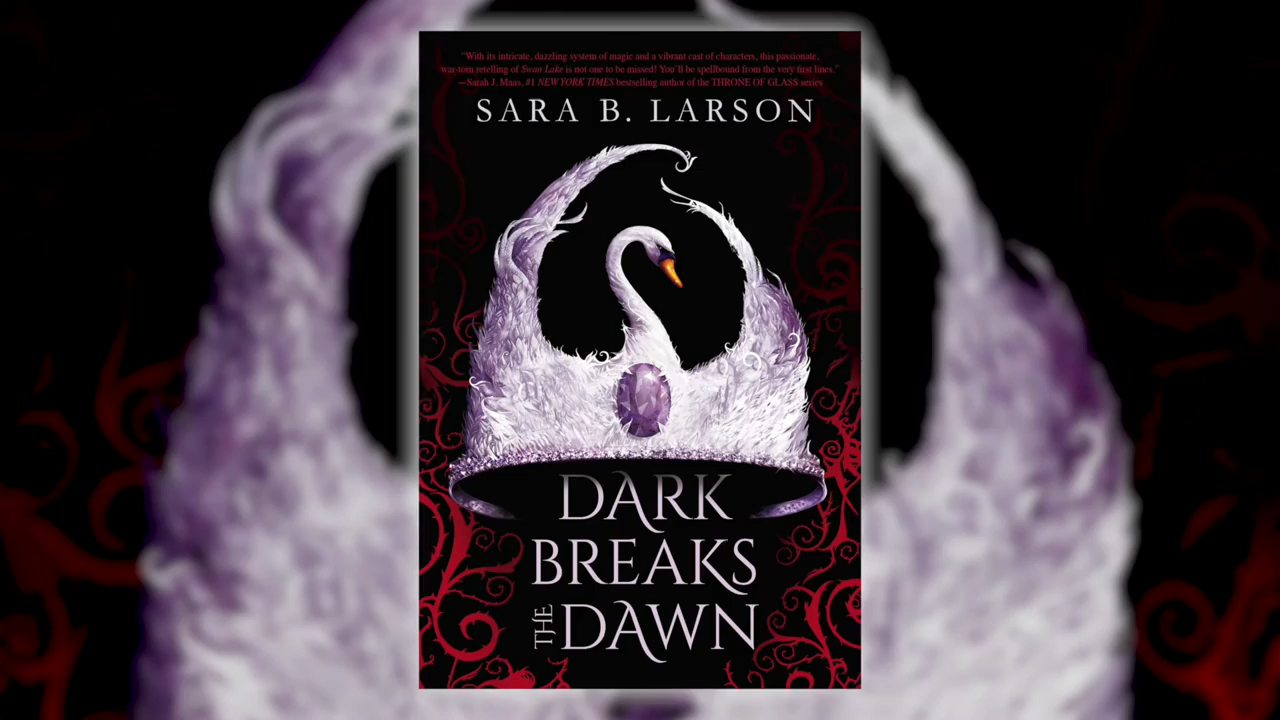 "With its intricate, dazzling system of magic and a vibrant cast of characters, this passionate,
war-torn retelling of Swan Lake is not one to be missed! You'll be spellbound from the very first lines."
—Sarah J. Maas, #1 NEW YORK TIMES bestselling author of the THRONE OF GLASS series
SARA B. LARSON
DARK
BREAKS
THE DAWN